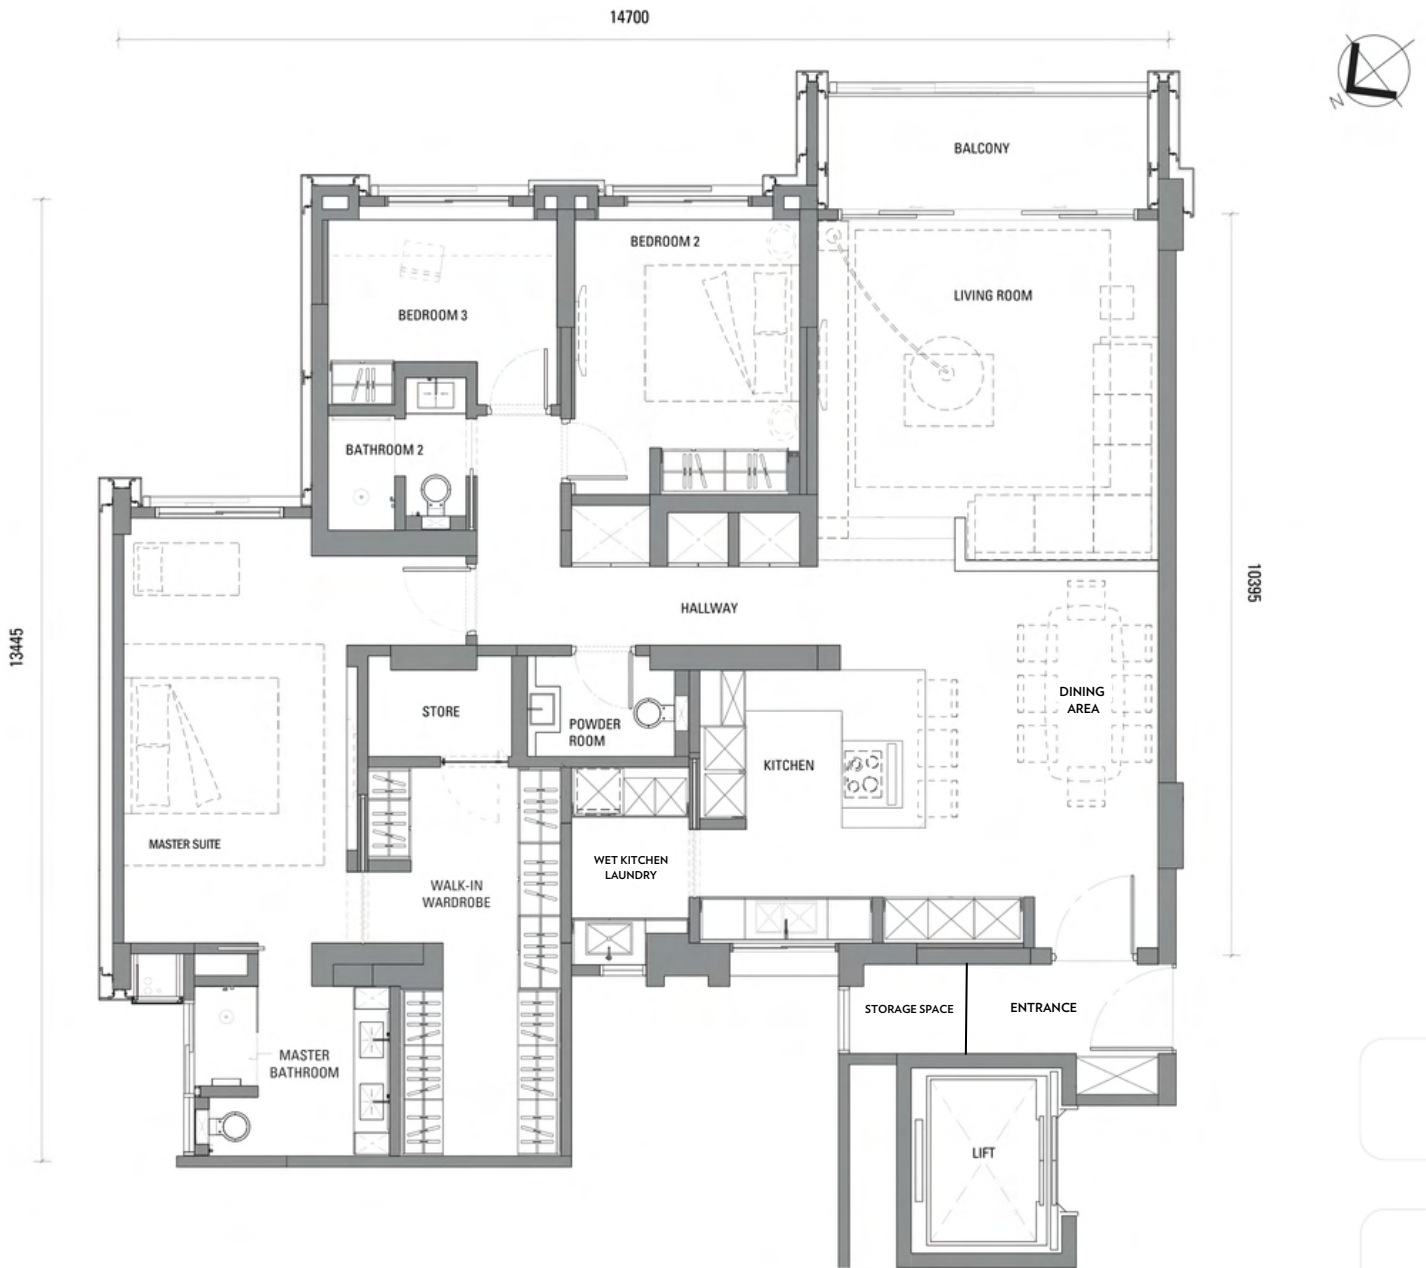 14700
N
BALCONY
BEDROOM 2
LIVING ROOM
BEDROOM 3
BATHROOM 2
10395
HALLWAY
13445
STORE
DINING
AREA
POWDER
ROOM
KITCHEN
MASTER SUITE
WET KITCHEN
LAUNDRY
WALK-IN
WARDROBE
STORAGE SPACE
ENTRANCE
MASTER
BATHROOM
LIFT